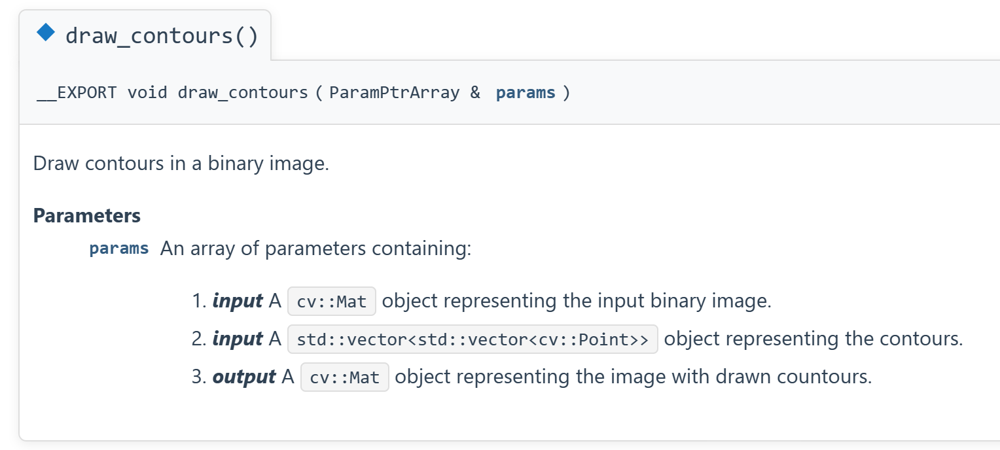 draw_contours()
__EXPORT void draw_contours ( ParamPtrArray & params )
Draw contours in a binary image.
Parameters
params An array of parameters containing:
1. input A cv::Mat object representing the input binary image.
2. input A std::vector<std::vector<cv::Point>> object representing the contours.
3. output A cv::Mat object representing the image with drawn countours.